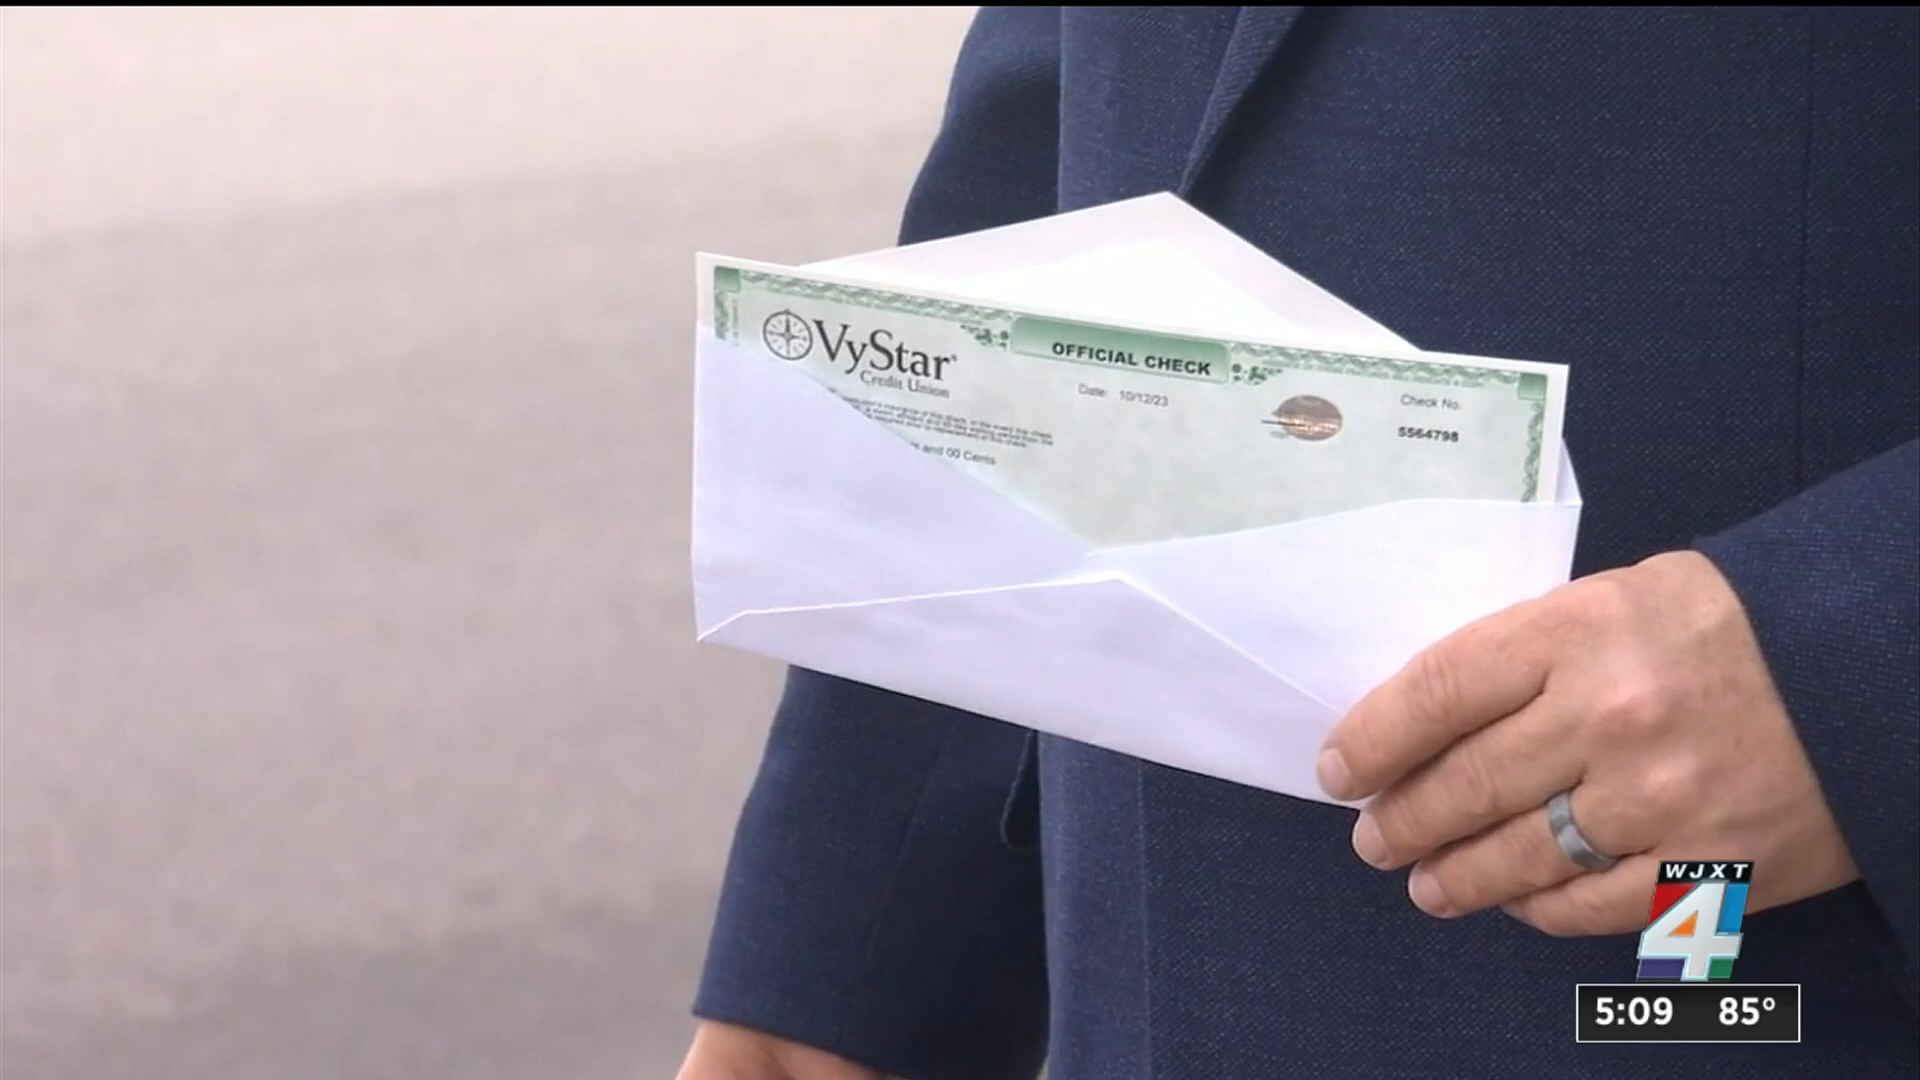 VyStar
Credit Union
OFFICIAL CHECK
Date: 10/12/23
Check No.
5564798
and 00 Cents
WJXT
4
5:09 85°